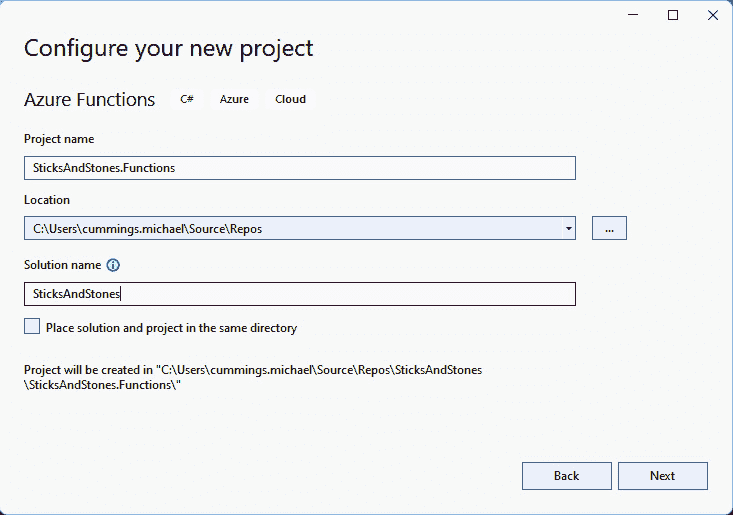 Configure your new project
Azure Functions C# Azure Cloud
Project name
SticksAndStones.Functions
Location
C:\Users\cummings.michael\Source\Repos
...
Solution name
SticksAndStones
Place solution and project in the same directory
Project will be created in "C:\Users\cummings.michael\Source\Repos\SticksAndStones
\SticksAndStones.Functions\"
Back Next